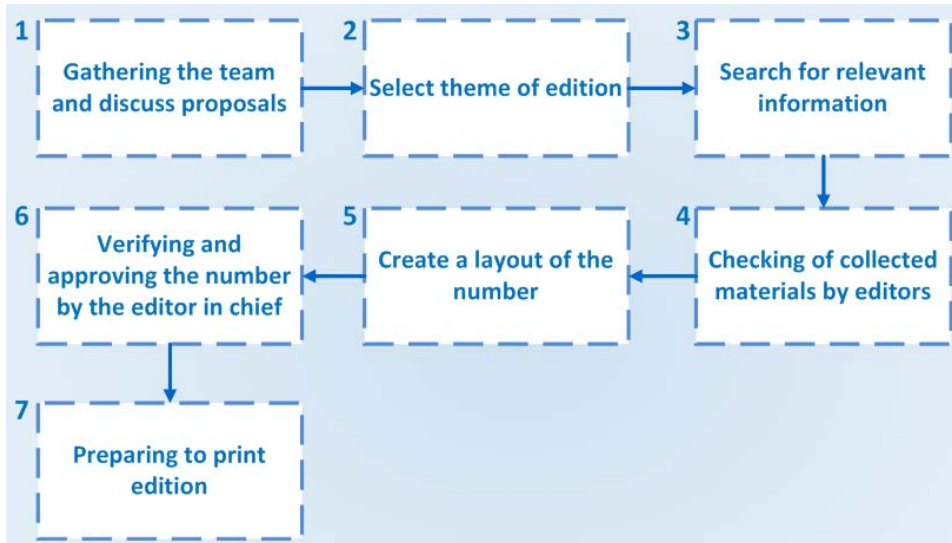 1
Gathering the team
and discuss proposals
2
Select theme of edition
3
Search for relevant
information
4
Checking of collected
materials by editors
5
Create a layout of the
number
6
Verifying and
approving the number
by the editor in chief
7
Preparing to print
edition